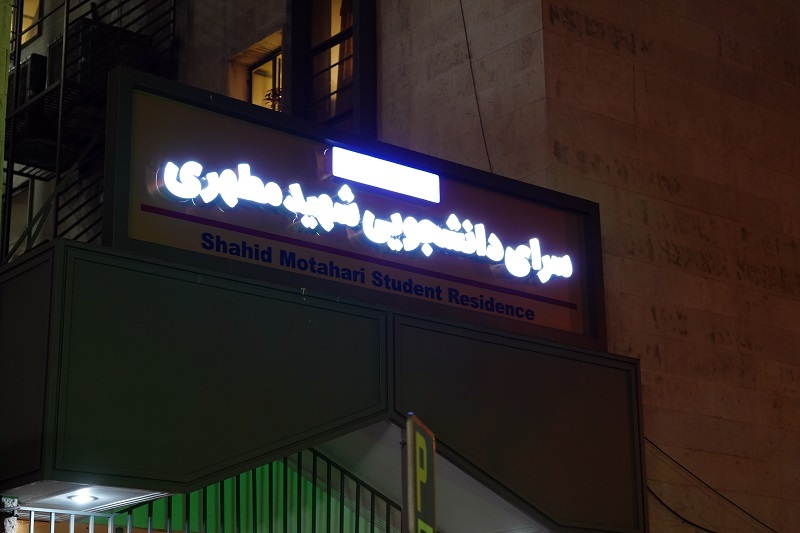 سرای دانشجویی شهید مطهری
Shahid Motahari Student Residence